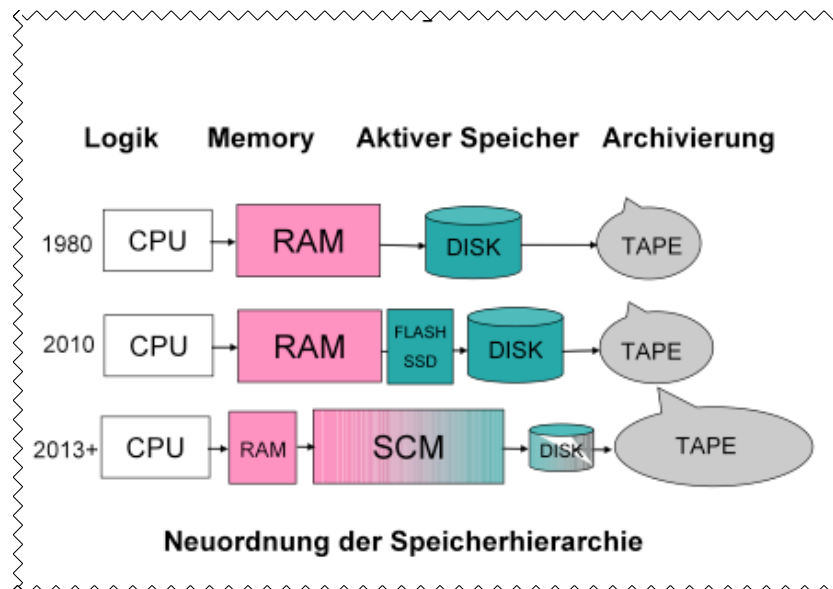 Logik Memory Aktiver Speicher Archivierung
1980 CPU RAM DISK TAPE
2010 CPU RAM FLASH SSD DISK TAPE
2013+ CPU RAM SCM DISK TAPE
Neuordnung der Speicherhierarchie